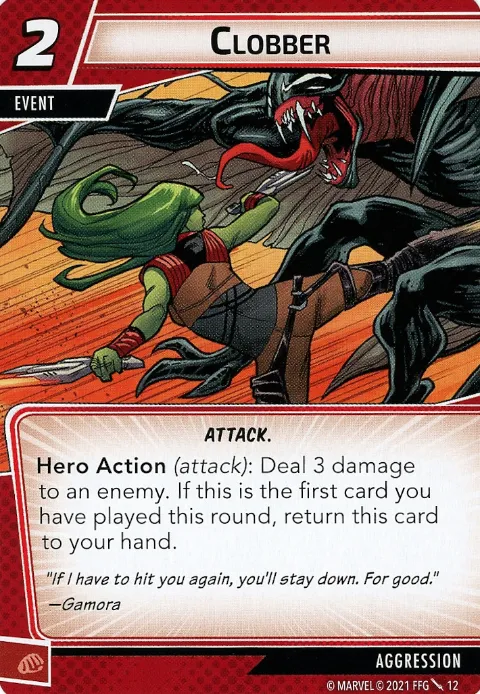 2
CLOBBER
EVENT
ATTACK.
Hero Action (attack): Deal 3 damage
to an enemy. If this is the first card you
have played this round, return this card
to your hand.
"If I have to hit you again, you'll stay down. For good."
—Gamora
AGGRESSION
© MARVEL © 2021 FFG 12